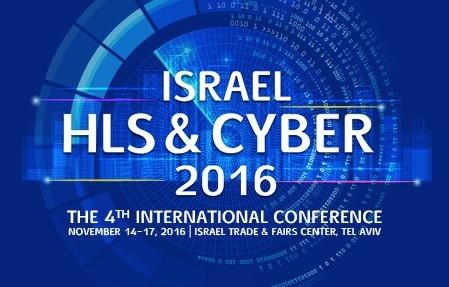 ISRAEL
HLS & CYBER
2016
THE 4TH INTERNATIONAL CONFERENCE
NOVEMBER 14-17, 2016 | ISRAEL TRADE & FAIRS CENTER, TEL AVIV